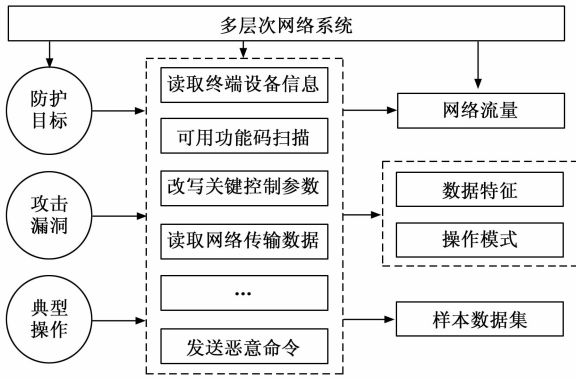 多层次网络系统
防护
目标
读取终端设备信息
网络流量
可用功能码扫描
攻击
漏洞
改写关键控制参数
数据特征
读取网络传输数据
操作模式
典型
操作
...
样本数据集
发送恶意命令